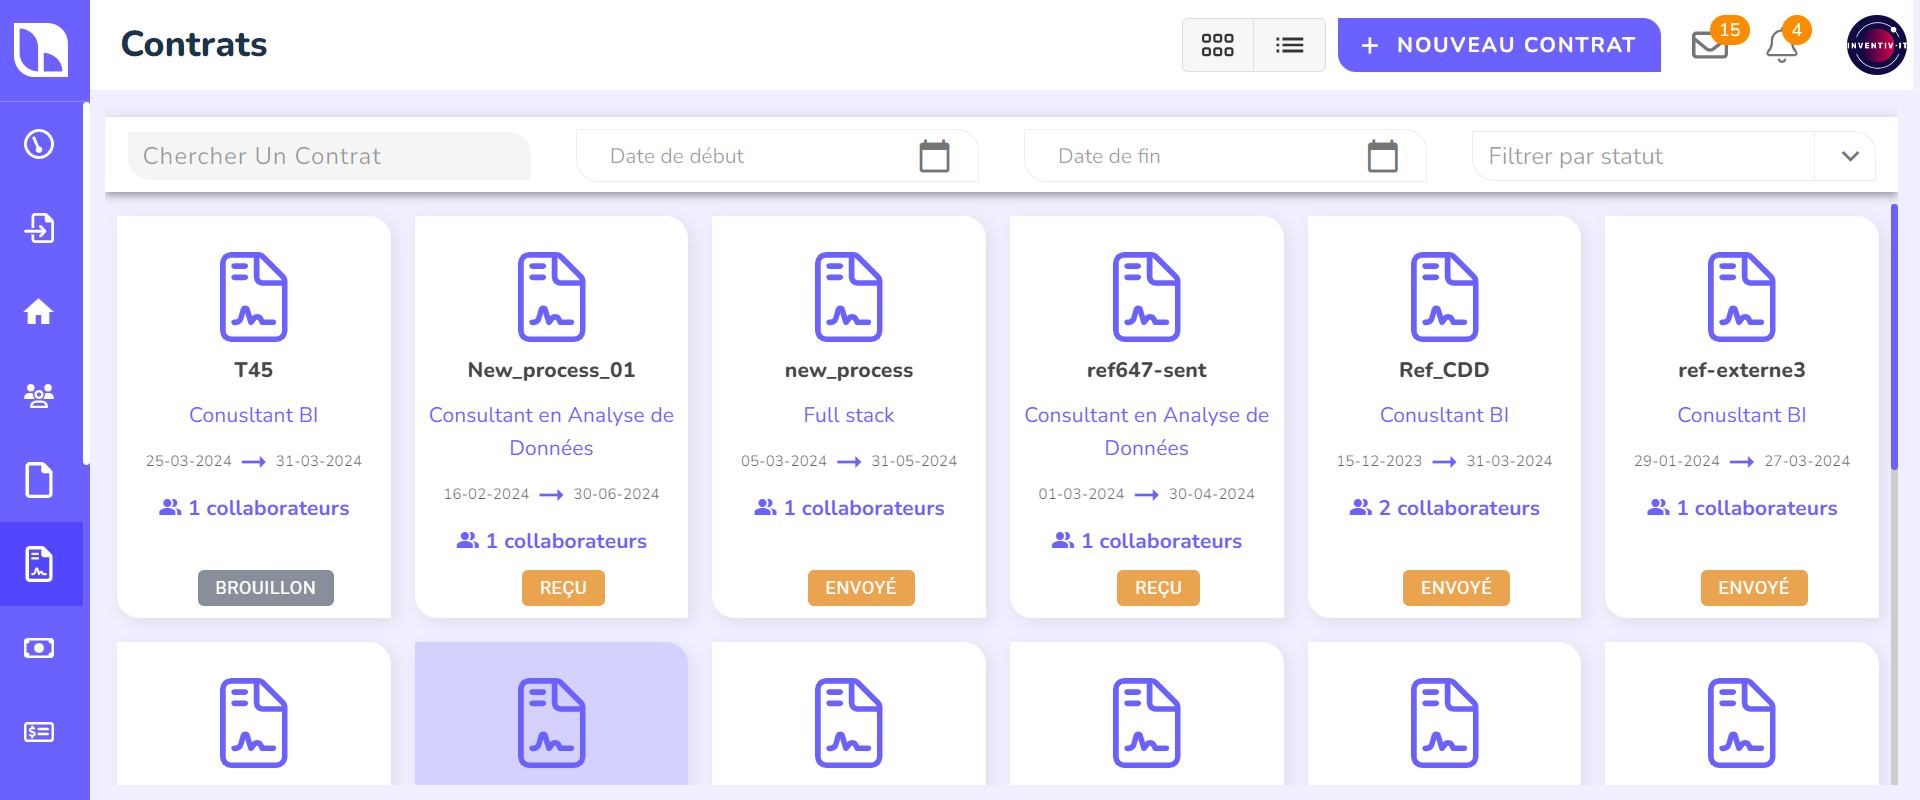 Contrats
+ NOUVEAU CONTRAT
15
4
INVENTIV-IT
Chercher Un Contrat
Date de début
Date de fin
Filtrer par statut
T45
Conusltant BI
25-03-2024 → 31-03-2024
1 collaborateurs
BROUILLON
New_process_01
Consultant en Analyse de
Données
16-02-2024 → 30-06-2024
1 collaborateurs
REÇU
new_process
Full stack
05-03-2024 → 31-05-2024
1 collaborateurs
ENVOYÉ
ref647-sent
Consultant en Analyse de
Données
01-03-2024 → 30-04-2024
1 collaborateurs
REÇU
Ref_CDD
Conusltant BI
15-12-2023 → 31-03-2024
2 collaborateurs
ENVOYÉ
ref-externe3
Conusltant BI
29-01-2024 → 27-03-2024
1 collaborateurs
ENVOYÉ